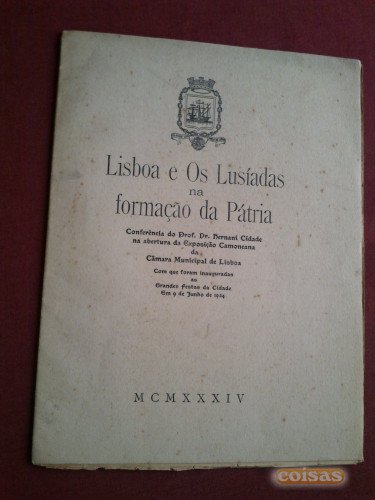 Lisboa e Os Lusíadas
na
formação da Pátria
Conferência do Prof. Dr. Hernani Cidade
na abertura da Exposição Camoneana
da
Câmara Municipal de Lisboa
Com que foram inauguradas
as
Grandes Festas da Cidade
Em 9 de Junho de 1934
MCMXXXIV
coisas